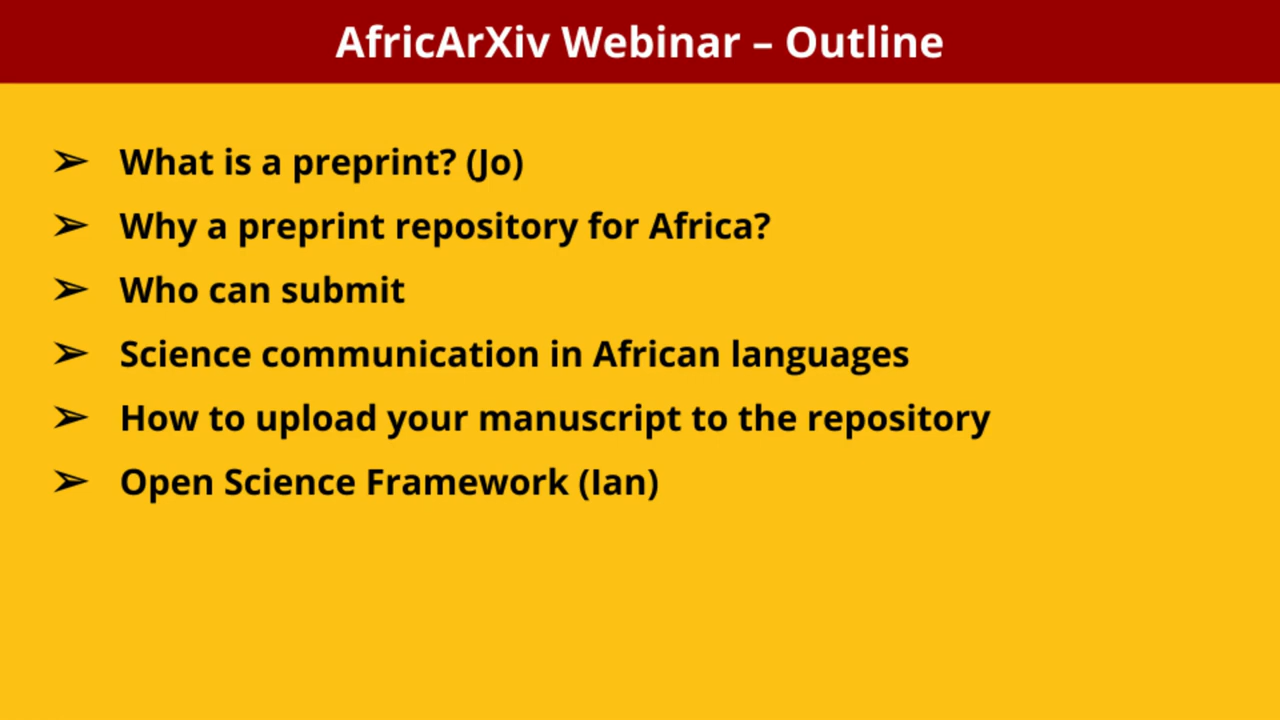 AfricArXiv Webinar – Outline
➢ What is a preprint? (Jo)
➢ Why a preprint repository for Africa?
➢ Who can submit
➢ Science communication in African languages
➢ How to upload your manuscript to the repository
➢ Open Science Framework (Ian)